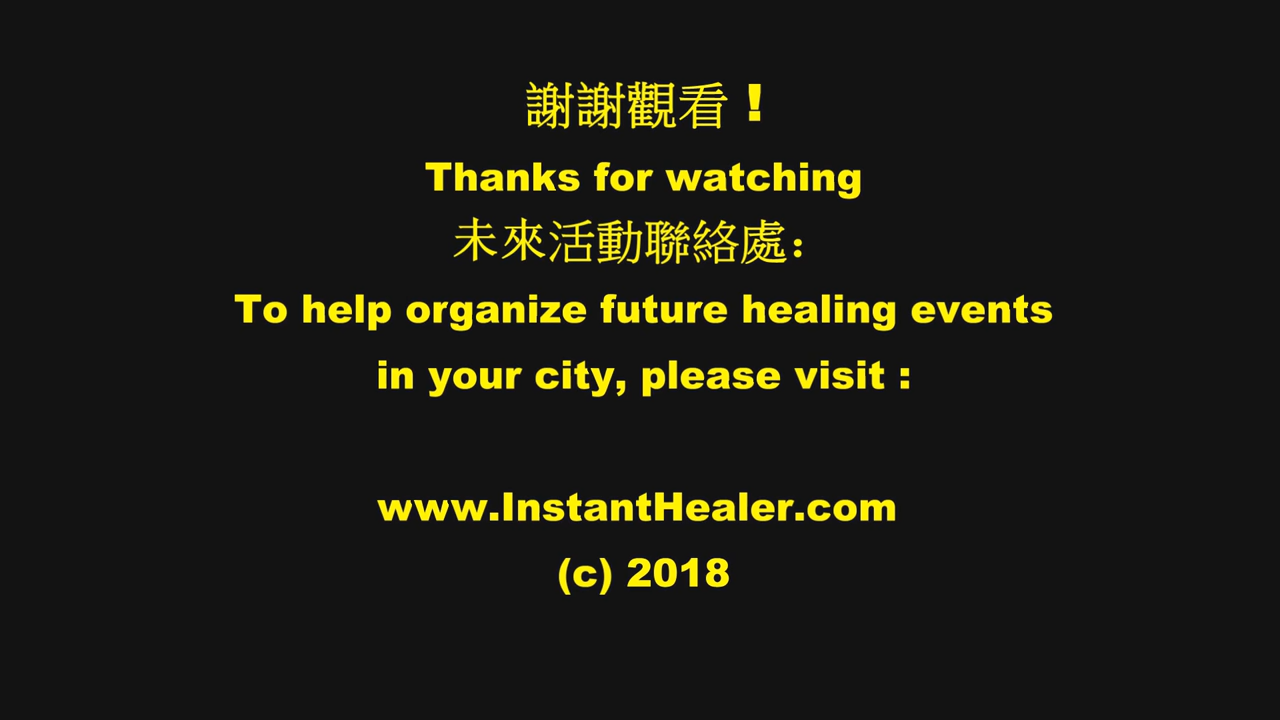 謝謝觀看！
Thanks for watching
未來活動聯絡處：
To help organize future healing events
in your city, please visit :
www.InstantHealer.com
(c) 2018